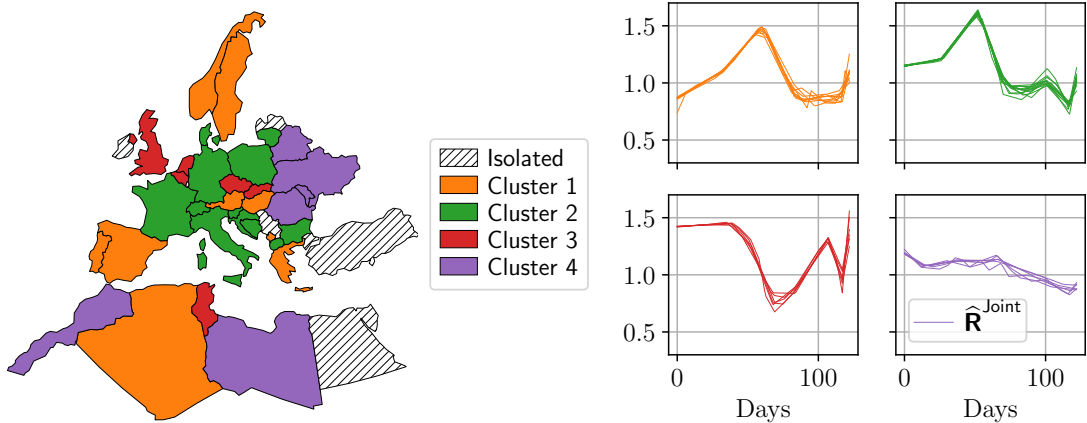 Isolated
Cluster 1
Cluster 2
Cluster 3
Cluster 4
1.5
1.0
0.5
1.5
1.0
0.5
0
100
Days
R̂^Joint
0
100
Days